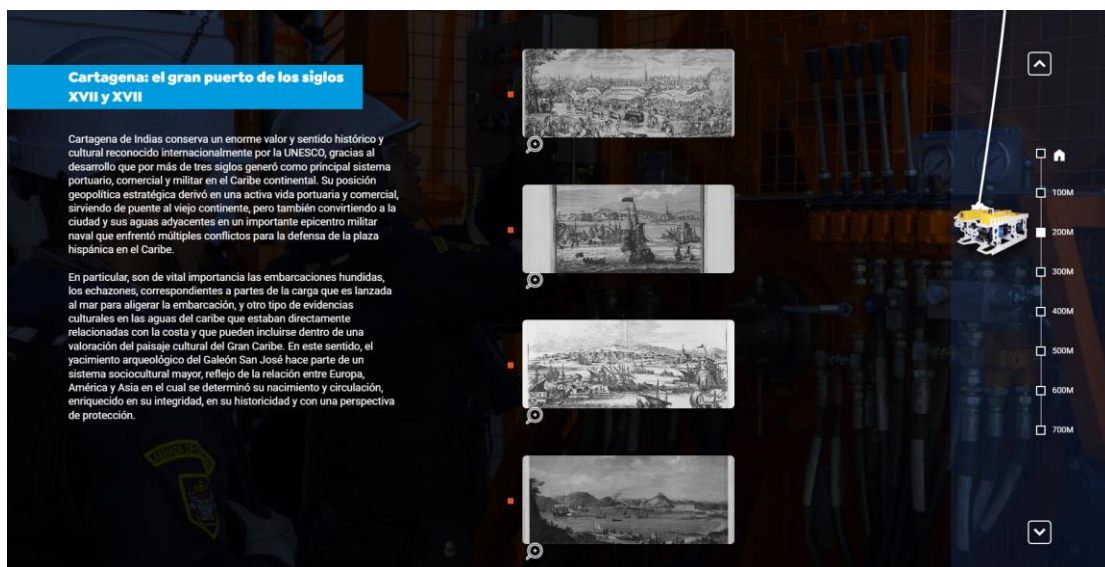 Cartagena: el gran puerto de los siglos
XVII y XVII
Cartagena de Indias conserva un enorme valor y sentido histórico y
cultural reconocido internacionalmente por la UNESCO, gracias al
desarrollo que por más de tres siglos generó como principal sistema
portuario, comercial y militar en el Caribe continental. Su posición
geopolítica estratégica derivó en una activa vida portuaria y comercial,
sirviendo de puente al viejo continente, pero también convirtiendo a la
ciudad y sus aguas adyacentes en un importante epicentro militar
naval que enfrentó múltiples conflictos para la defensa de la plaza
hispánica en el Caribe.
En particular, son de vital importancia las embarcaciones hundidas,
los echazones, correspondientes a partes de la carga que es lanzada
al mar para aligerar la embarcación, y otro tipo de evidencias
culturales en las aguas del caribe que estaban directamente
relacionadas con la costa y que pueden incluirse dentro de una
valoración del paisaje cultural del Gran Caribe. En este sentido, el
yacimiento arqueológico del Galeón San José hace parte de un
sistema sociocultural mayor, reflejo de la relación entre Europa,
América y Asia en el cual se determinó su nacimiento y circulación,
enriquecido en su integridad, en su historicidad y con una perspectiva
de protección.
100M
200M
300M
400M
500M
600M
700M